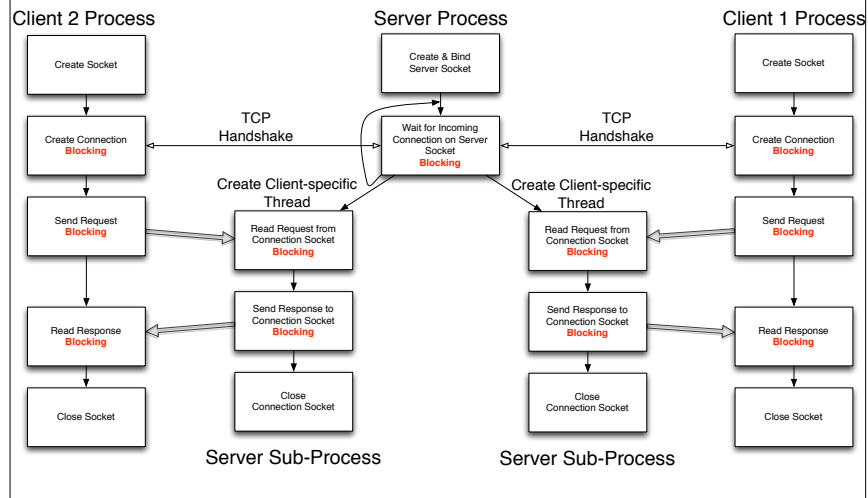 Client 2 Process
Server Process
Client 1 Process
Create Socket
Create & Bind
Server Socket
Create Socket
TCP
Handshake
TCP
Handshake
Create Connection
Blocking
Wait for Incoming
Connection on Server
Socket
Blocking
Create Connection
Blocking
Create Client-specific
Thread
Create Client-specific
Thread
Send Request
Blocking
Read Request from
Connection Socket
Blocking
Read Request from
Connection Socket
Blocking
Send Request
Blocking
Read Response
Blocking
Send Response to
Connection Socket
Blocking
Send Response to
Connection Socket
Blocking
Read Response
Blocking
Close Socket
Close
Connection Socket
Close
Connection Socket
Close Socket
Server Sub-Process
Server Sub-Process